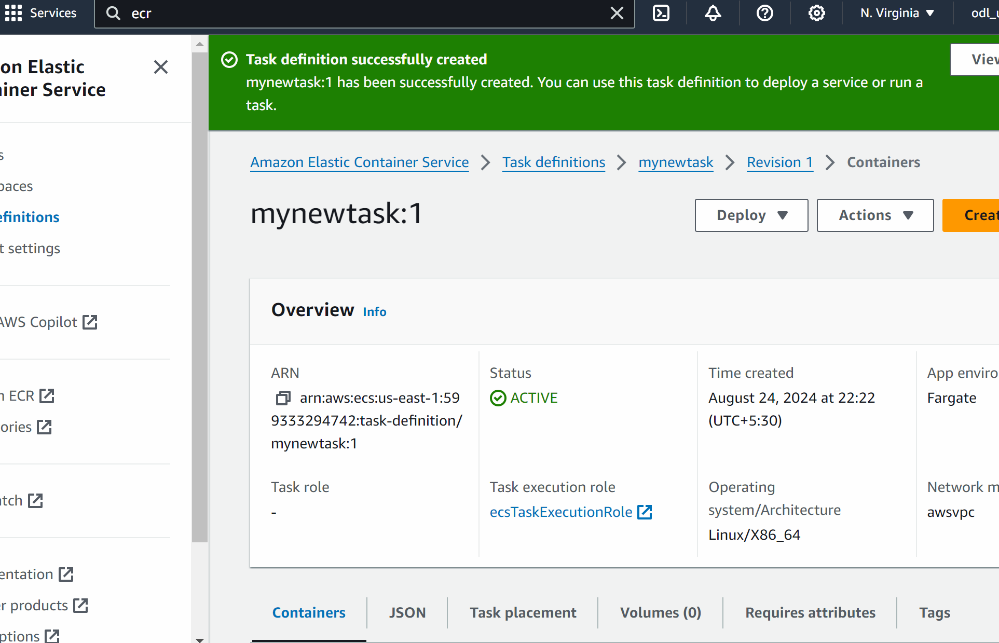 Services
ecr
N. Virginia
odl_u
on Elastic
iner Service
Task definition successfully created
mynewtask:1 has been successfully created. You can use this task definition to deploy a service or run a
task.
View
s
paces
efinitions
t settings
AWS Copilot
n ECR
ories
atch
entation
r products
ptions
Amazon Elastic Container Service > Task definitions > mynewtask > Revision 1 > Containers
mynewtask:1
Deploy
Actions
Creat
Overview Info
ARN
arn:aws:ecs:us-east-1:59
9333294742:task-definition/
mynewtask:1
Status
ACTIVE
Time created
August 24, 2024 at 22:22
(UTC+5:30)
App enviro
Fargate
Task role
-
Task execution role
ecsTaskExecutionRole
Operating
system/Architecture
Linux/X86_64
Network m
awsvpc
Containers
JSON
Task placement
Volumes (0)
Requires attributes
Tags